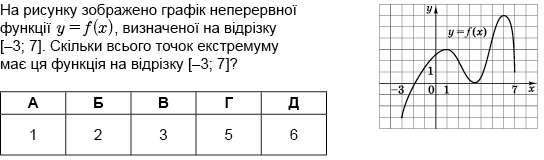 На рисунку зображено графік неперервної
функції y = f(x), визначеної на відрізку
[–3; 7]. Скільки всього точок екстремуму
має ця функція на відрізку [–3; 7]?
А Б В Г Д
1 2 3 5 6
y
y = f(x)
1
–3 0 1 7 x